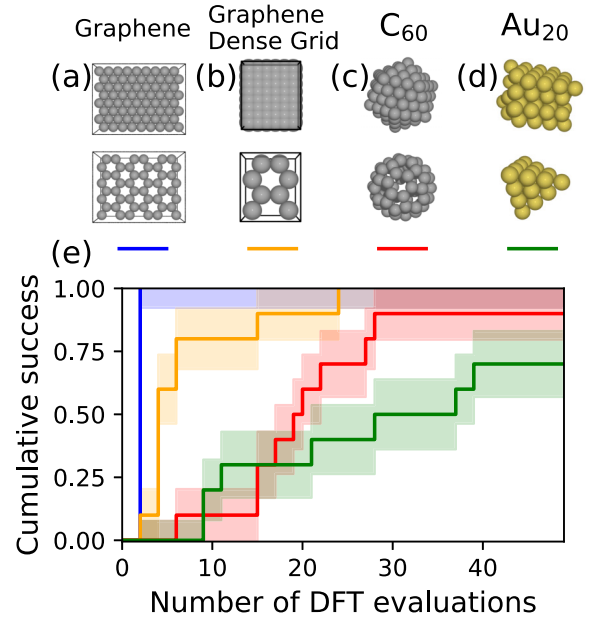 Graphene
Graphene
Dense Grid
C₆₀
Au₂₀
(a)
(b)
(c)
(d)
(e)
Cumulative success
1.00
0.75
0.50
0.25
0.00
0
10
20
30
40
Number of DFT evaluations